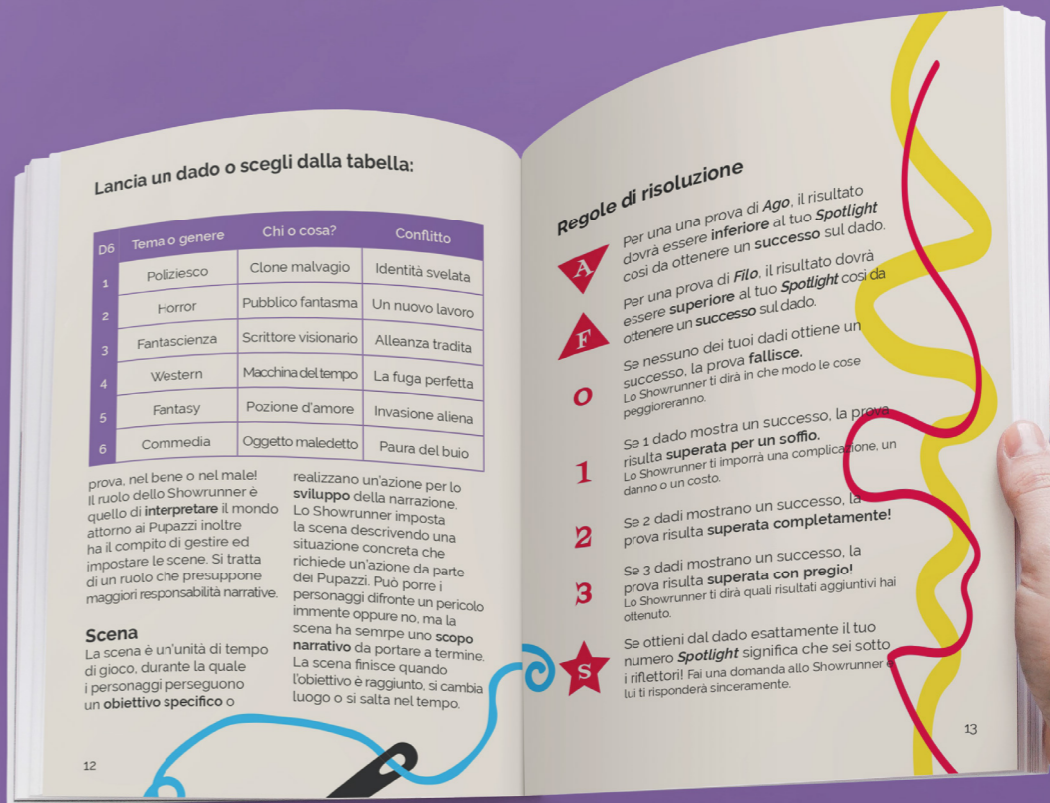 Lancia un dado o scegli dalla tabella:
D6 Tema o genere Chi o cosa? Conflitto
1 Poliziesco Clone malvagio Identità svelata
2 Horror Pubblico fantasma Un nuovo lavoro
3 Fantascienza Scrittore visionario Alleanza tradita
4 Western Macchina del tempo La fuga perfetta
5 Fantasy Pozione d'amore Invasione aliena
6 Commedia Oggetto maledetto Paura del buio
prova, nel bene o nel male!
Il ruolo dello Showrunner è
quello di interpretare il mondo
attorno ai Pupazzi inoltre
ha il compito di gestire ed
impostare le scene. Si tratta
di un ruolo che presuppone
maggiori responsabilità narrative.
Scena
La scena è un'unità di tempo
di gioco, durante la quale
i personaggi perseguono
un obiettivo specifico o
realizzano un'azione per lo
sviluppo della narrazione.
Lo Showrunner imposta
la scena descrivendo una
situazione concreta che
richiede un'azione da parte
dei Pupazzi. Può porre i
personaggi difronte un pericolo
immente oppure no, ma la
scena ha semrpe uno scopo
narrativo da portare a termine.
La scena finisce quando
l'obiettivo è raggiunto, si cambia
luogo o si salta nel tempo.
12
Regole di risoluzione
A
Per una una prova di Ago, il risultato
dovrà essere inferiore al tuo Spotlight
così da ottenere un successo sul dado.
F
Per una prova di Filo, il risultato dovrà
essere superiore al tuo Spotlight così da
ottenere un successo sul dado.
0
Se nessuno dei tuoi dadi ottiene un
successo, la prova fallisce.
Lo Showrunner ti dirà in che modo le cose
peggioreranno.
1
Se 1 dado mostra un successo, la prova
risulta superata per un soffio.
Lo Showrunner ti imporrà una complicazione, un
danno o un costo.
2
Se 2 dadi mostrano un successo, la
prova risulta superata completamente!
3
Se 3 dadi mostrano un successo, la
prova risulta superata con pregio!
Lo Showrunner ti dirà quali risultati aggiuntivi hai
ottenuto.
S
Se ottieni dal dado esattamente il tuo
numero Spotlight significa che sei sotto
i riflettori! Fai una domanda allo Showrunner e
lui ti risponderà sinceramente.
13